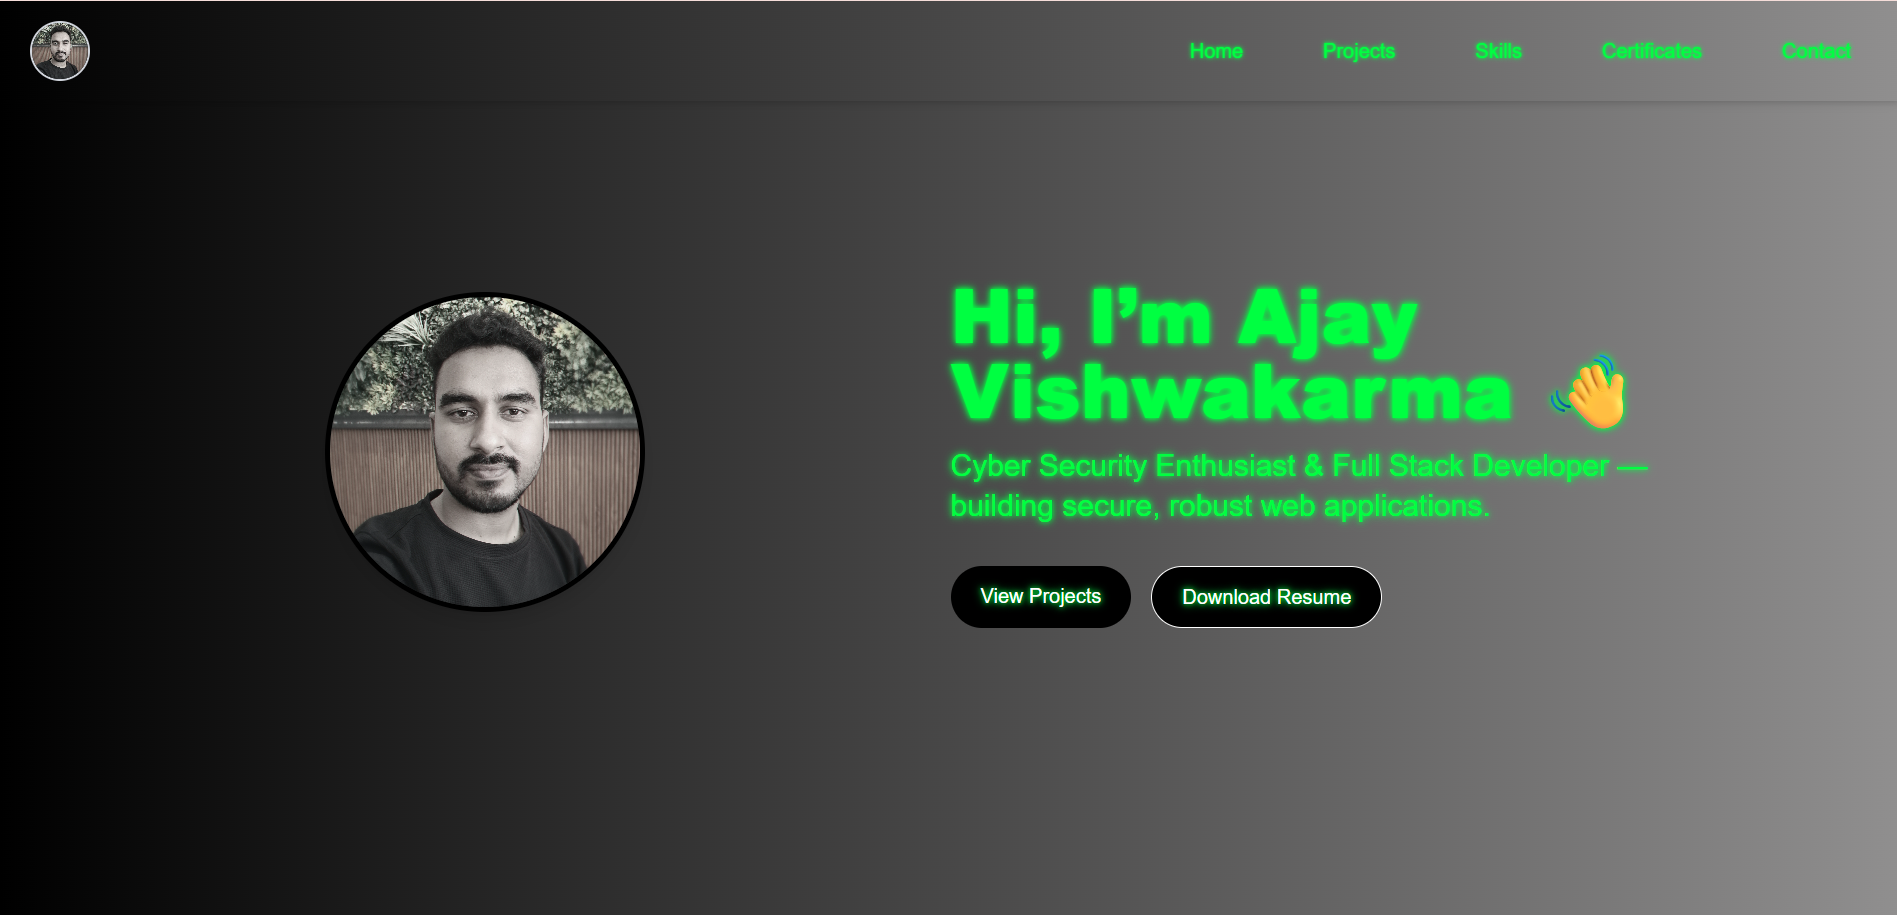 Home Projects Skills Certificates Contact
Hi, I’m Ajay
Vishwakarma 👋
Cyber Security Enthusiast & Full Stack Developer —
building secure, robust web applications.
View Projects Download Resume